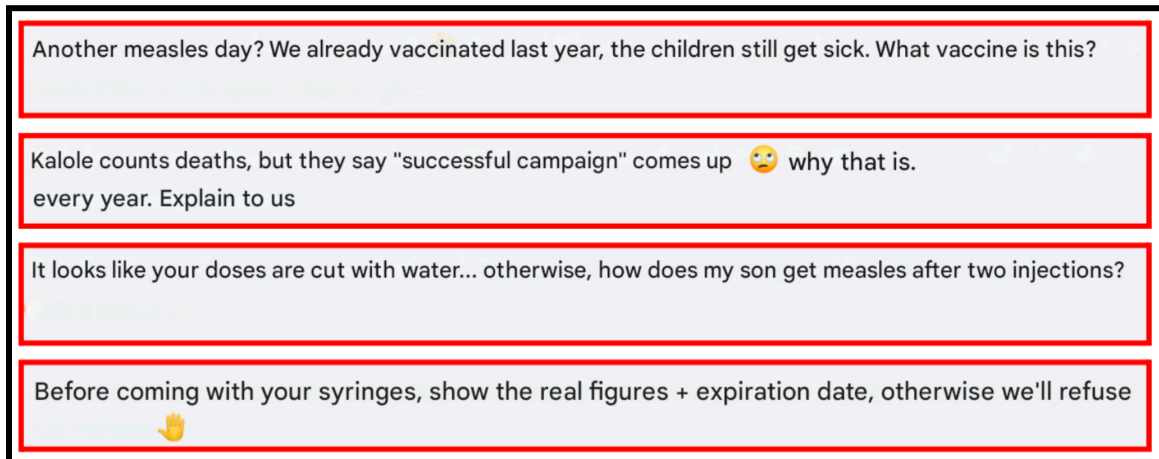 Another measles day? We already vaccinated last year, the children still get sick. What vaccine is this?
Kalole counts deaths, but they say "successful campaign" comes up 🙄 why that is.
every year. Explain to us
It looks like your doses are cut with water... otherwise, how does my son get measles after two injections?
Before coming with your syringes, show the real figures + expiration date, otherwise we'll refuse
🤚